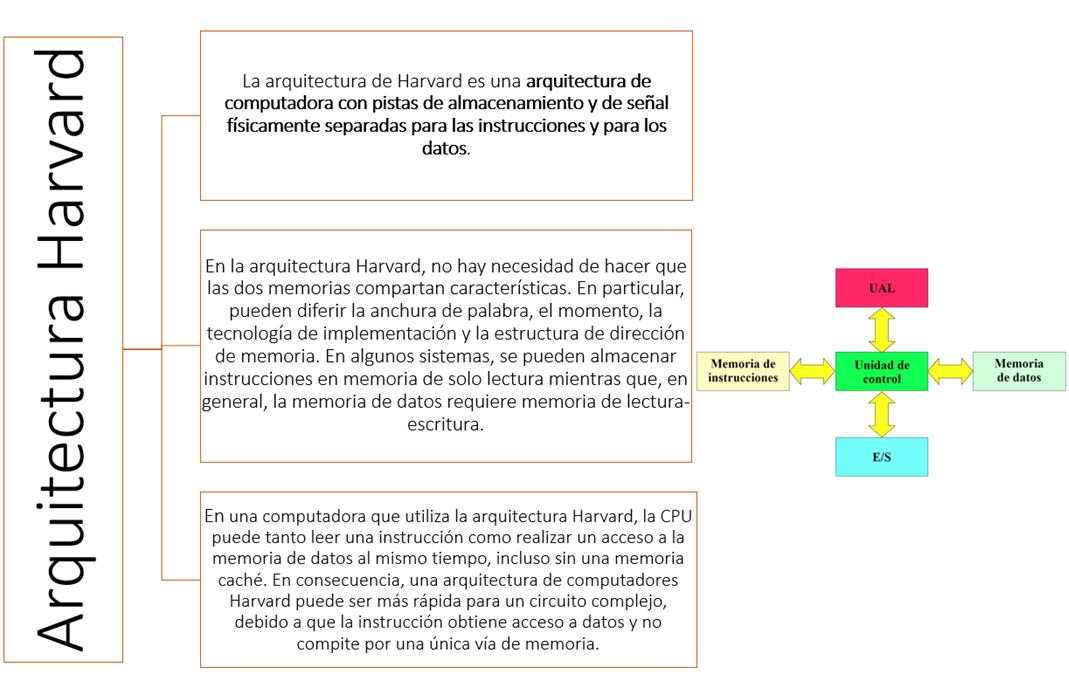 Arquitectura Harvard
La arquitectura de Harvard es una arquitectura de
computadora con pistas de almacenamiento y de señal
físicamente separadas para las instrucciones y para los
datos.
En la arquitectura Harvard, no hay necesidad de hacer que
las dos memorias compartan características. En particular,
pueden diferir la anchura de palabra, el momento, la
tecnología de implementación y la estructura de dirección
de memoria. En algunos sistemas, se pueden almacenar
instrucciones en memoria de solo lectura mientras que, en
general, la memoria de datos requiere memoria de lectura-
escritura.
En una computadora que utiliza la arquitectura Harvard, la CPU
puede tanto leer una instrucción como realizar un acceso a la
memoria de datos al mismo tiempo, incluso sin una memoria
caché. En consecuencia, una arquitectura de computadores
Harvard puede ser más rápida para un circuito complejo,
debido a que la instrucción obtiene acceso a datos y no
compite por una única vía de memoria.
UAL
Memoria de
instrucciones
Unidad de
control
Memoria
de datos
E/S